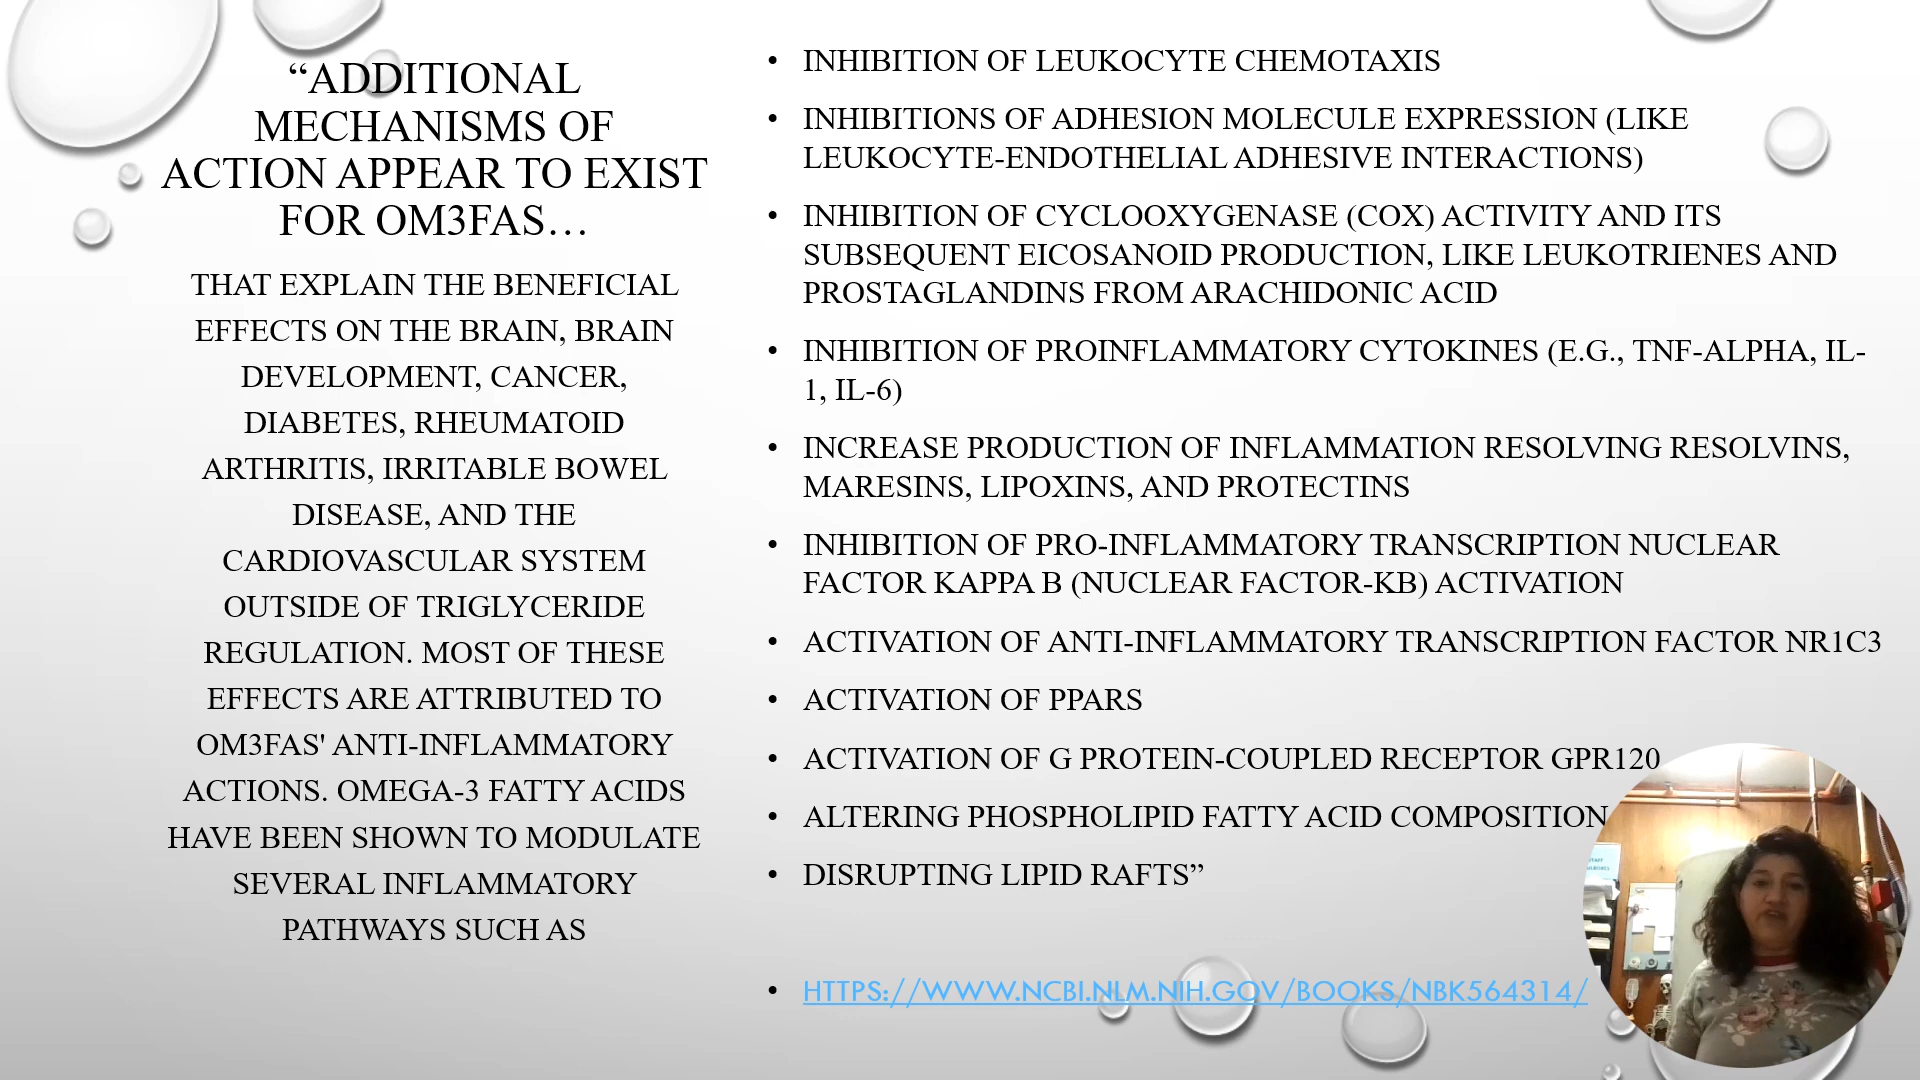 “ADDITIONAL
MECHANISMS OF
ACTION APPEAR TO EXIST
FOR OM3FAS…
THAT EXPLAIN THE BENEFICIAL
EFFECTS ON THE BRAIN, BRAIN
DEVELOPMENT, CANCER,
DIABETES, RHEUMATOID
ARTHRITIS, IRRITABLE BOWEL
DISEASE, AND THE
CARDIOVASCULAR SYSTEM
OUTSIDE OF TRIGLYCERIDE
REGULATION. MOST OF THESE
EFFECTS ARE ATTRIBUTED TO
OM3FAS' ANTI-INFLAMMATORY
ACTIONS. OMEGA-3 FATTY ACIDS
HAVE BEEN SHOWN TO MODULATE
SEVERAL INFLAMMATORY
PATHWAYS SUCH AS
• INHIBITION OF LEUKOCYTE CHEMOTAXIS
• INHIBITIONS OF ADHESION MOLECULE EXPRESSION (LIKE
LEUKOCYTE-ENDOTHELIAL ADHESIVE INTERACTIONS)
• INHIBITION OF CYCLOOXYGENASE (COX) ACTIVITY AND ITS
SUBSEQUENT EICOSANOID PRODUCTION, LIKE LEUKOTRIENES AND
PROSTAGLANDINS FROM ARACHIDONIC ACID
• INHIBITION OF PROINFLAMMATORY CYTOKINES (E.G., TNF-ALPHA, IL-
1, IL-6)
• INCREASE PRODUCTION OF INFLAMMATION RESOLVING RESOLVINS,
MARESINS, LIPOXINS, AND PROTECTINS
• INHIBITION OF PRO-INFLAMMATORY TRANSCRIPTION NUCLEAR
FACTOR KAPPA B (NUCLEAR FACTOR-KB) ACTIVATION
• ACTIVATION OF ANTI-INFLAMMATORY TRANSCRIPTION FACTOR NR1C3
• ACTIVATION OF PPARS
• ACTIVATION OF G PROTEIN-COUPLED RECEPTOR GPR120
• ALTERING PHOSPHOLIPID FATTY ACID COMPOSITION
• DISRUPTING LIPID RAFTS”
• HTTPS://WWW.NCBI.NLM.NIH.GOV/BOOKS/NBK564314/